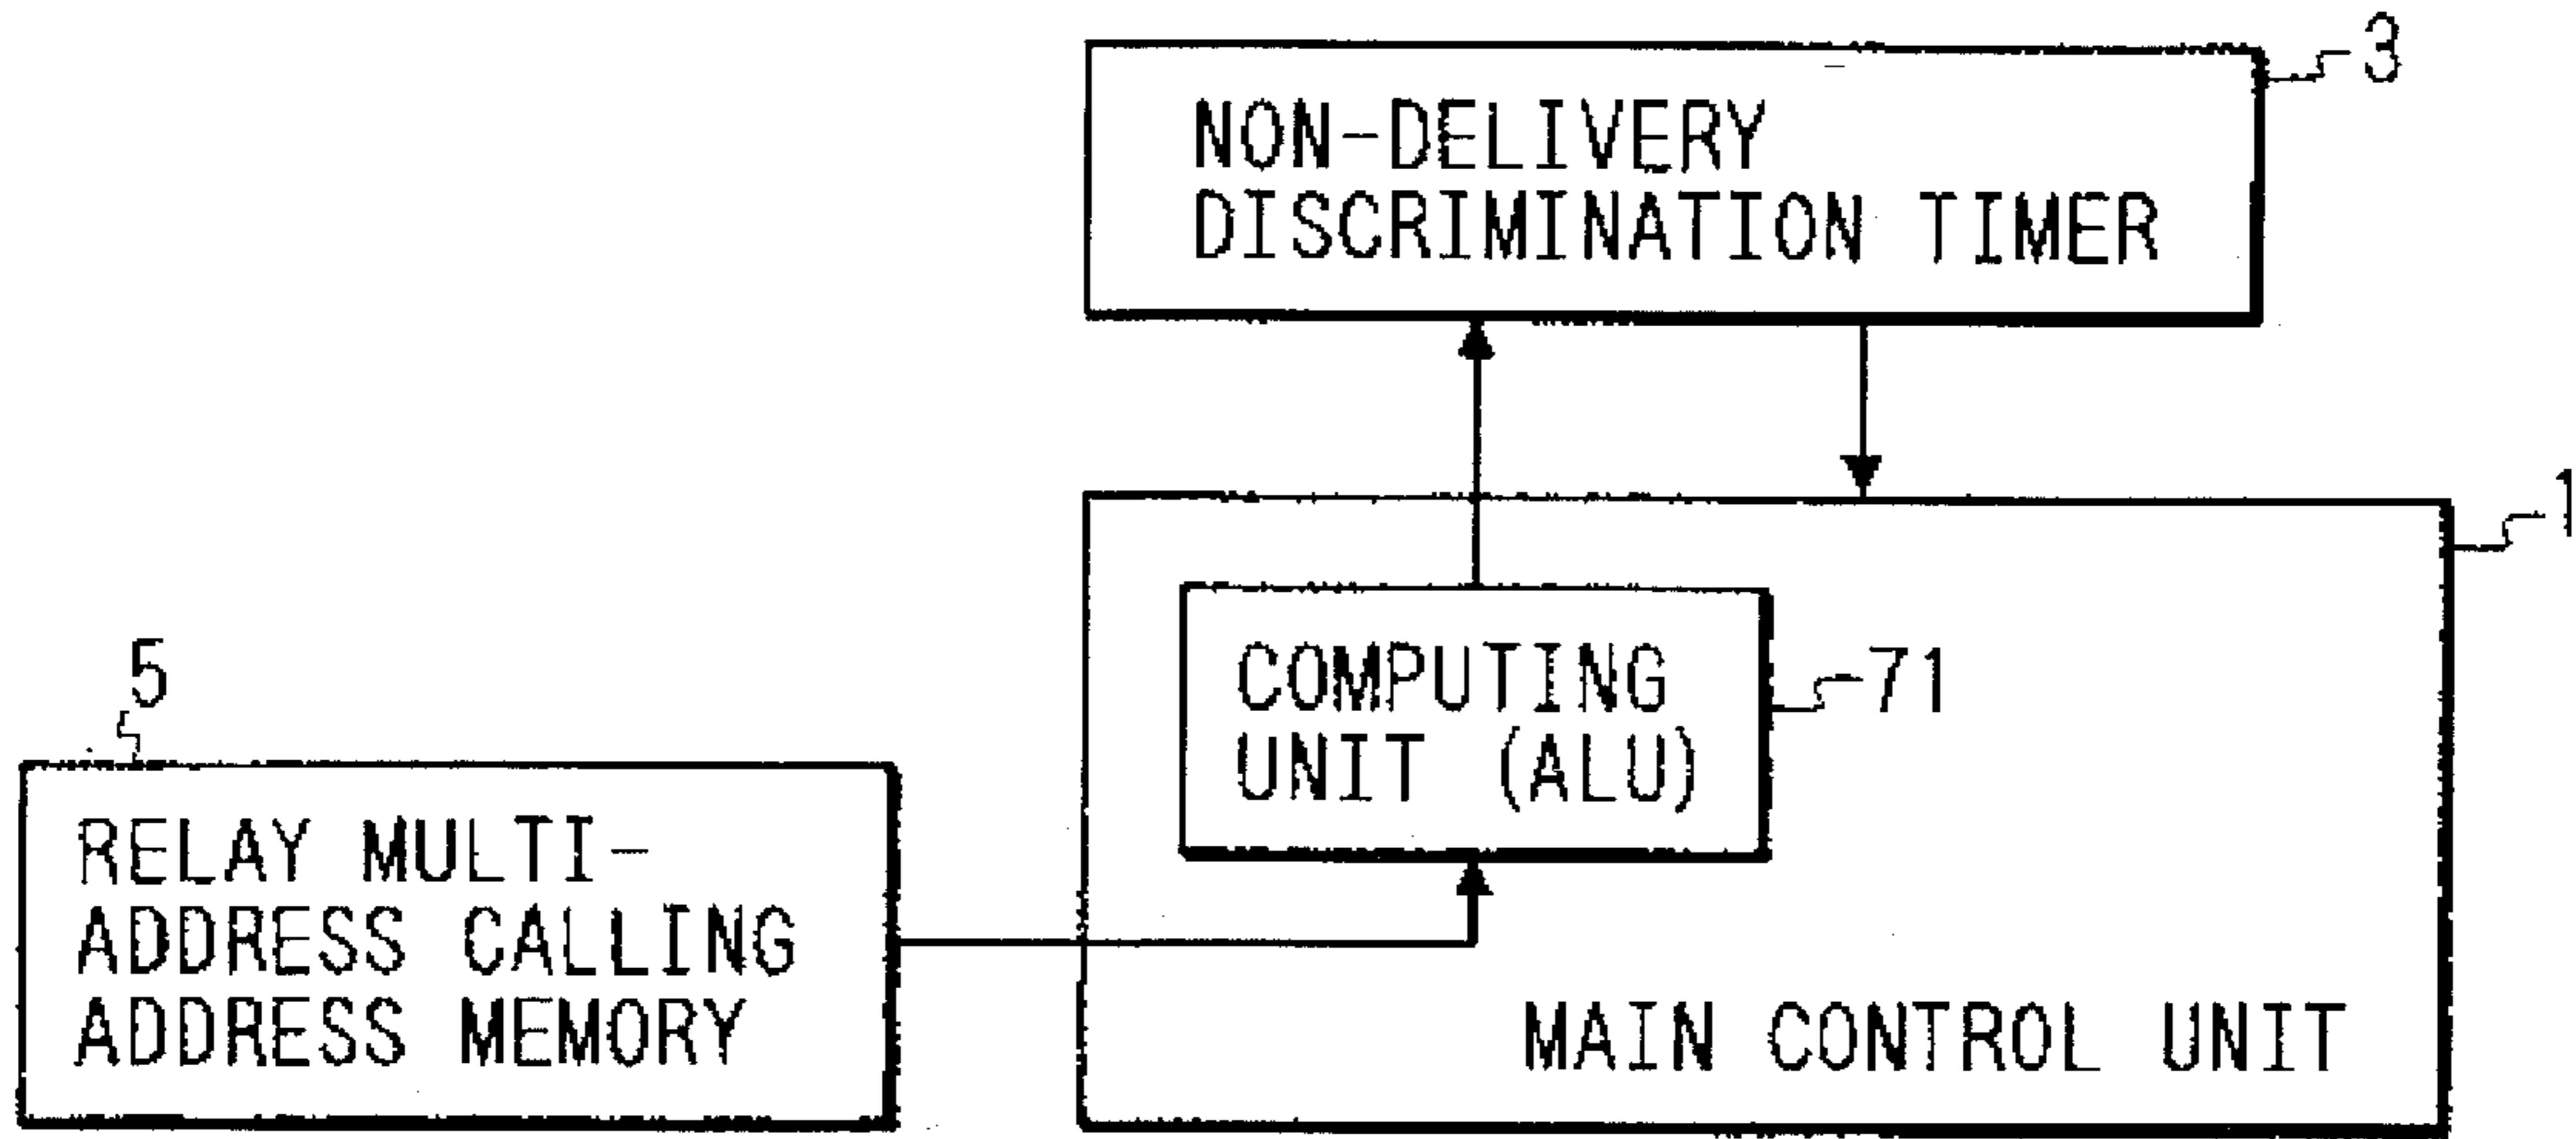 3
NON-DELIVERY
DISCRIMINATION TIMER
1
COMPUTING
UNIT (ALU)
71
5
RELAY MULTI-
ADDRESS CALLING
ADDRESS MEMORY
MAIN CONTROL UNIT